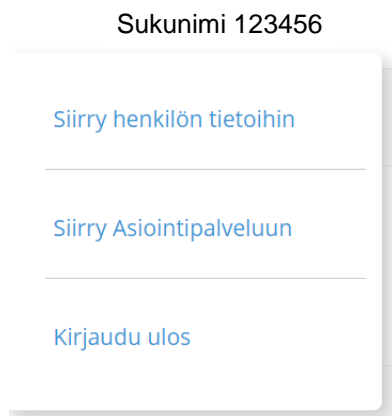 Sukunimi 123456
Siirry henkilön tietoihin
Siirry Asiointipalveluun
Kirjaudu ulos